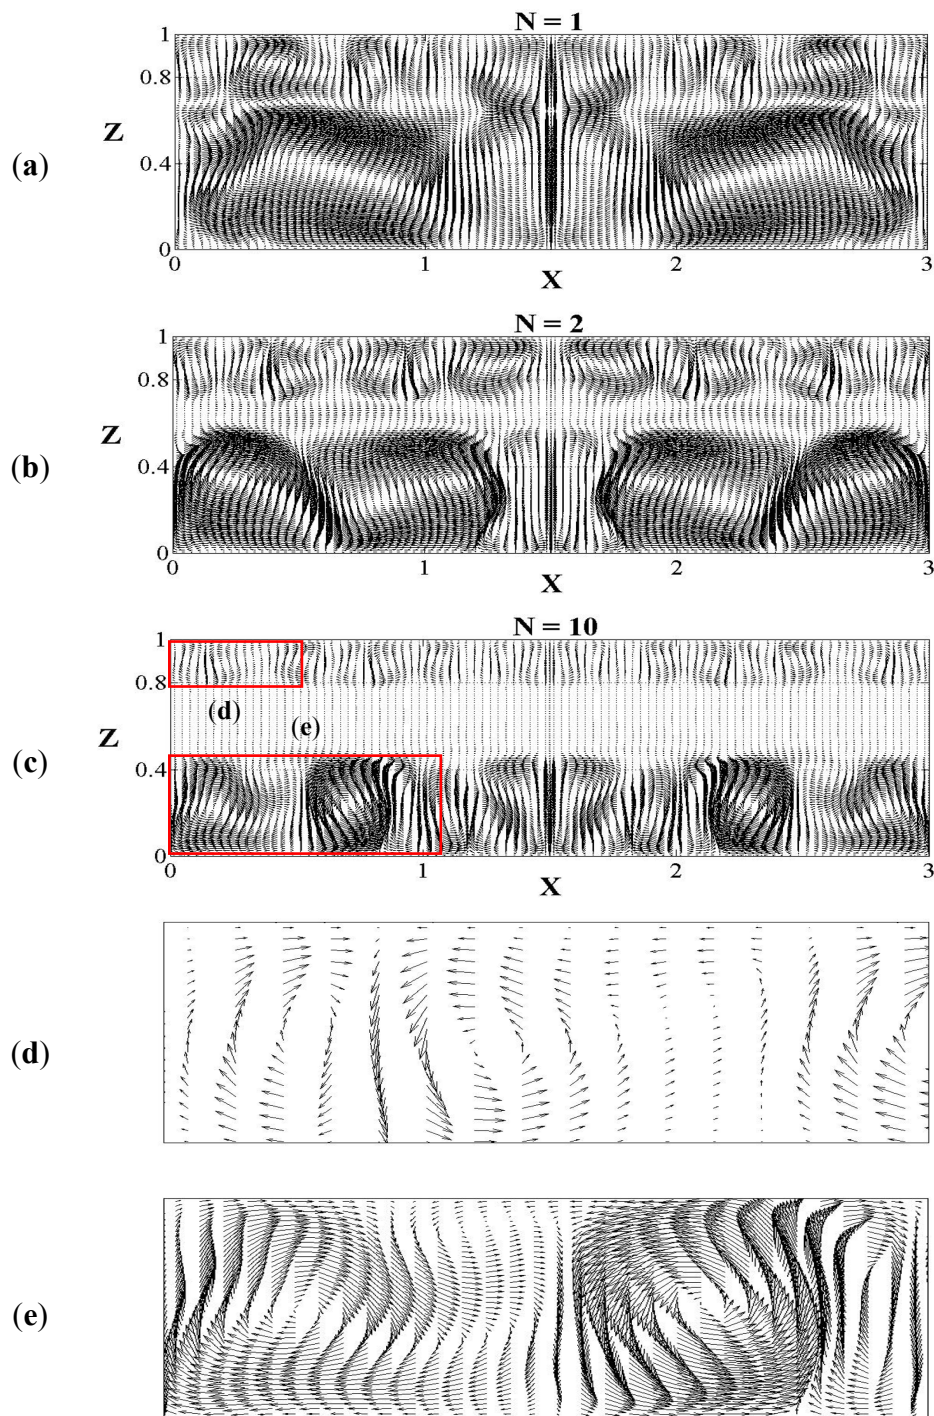 N = 1
1
0.8
Z
(a)
0.4
0
0 1 2 3
X
N = 2
1
0.8
Z
(b)
0.4
0
0 1 2 3
X
N = 10
1
0.8
(d) (e)
Z
(c)
0.4
0
0 1 2 3
X
(d)
(e)